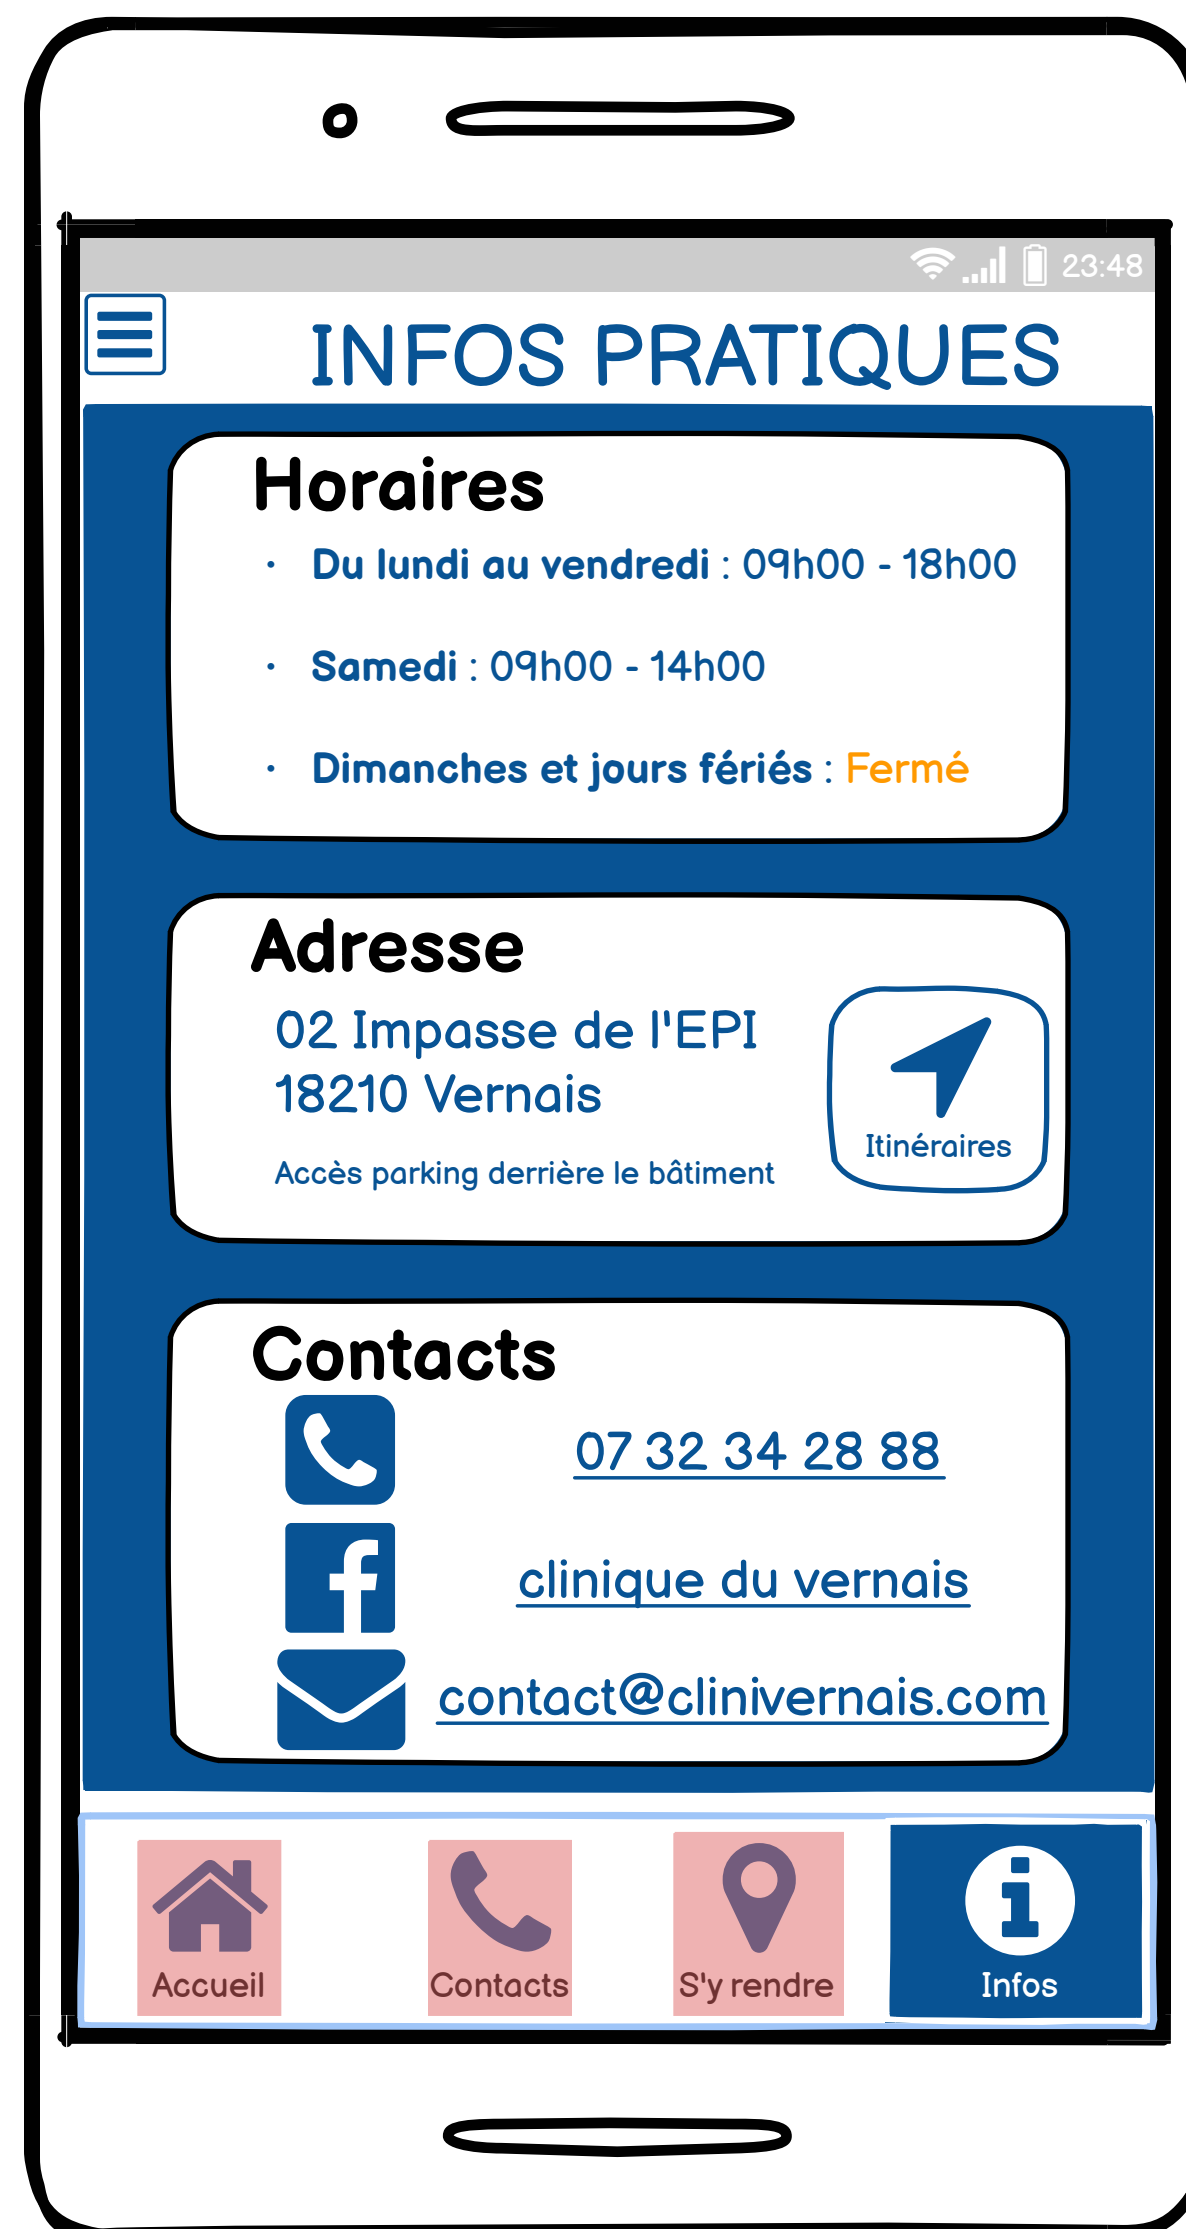 23:48
INFOS PRATIQUES
Horaires
· Du lundi au vendredi : 09h00 - 18h00
· Samedi : 09h00 - 14h00
· Dimanches et jours fériés : Fermé
Adresse
02 Impasse de l'EPI
18210 Vernais
Accès parking derrière le bâtiment
Itinéraires
Contacts
07 32 34 28 88
clinique du vernais
contact@clinivernais.com
Accueil
Contacts
S'y rendre
Infos